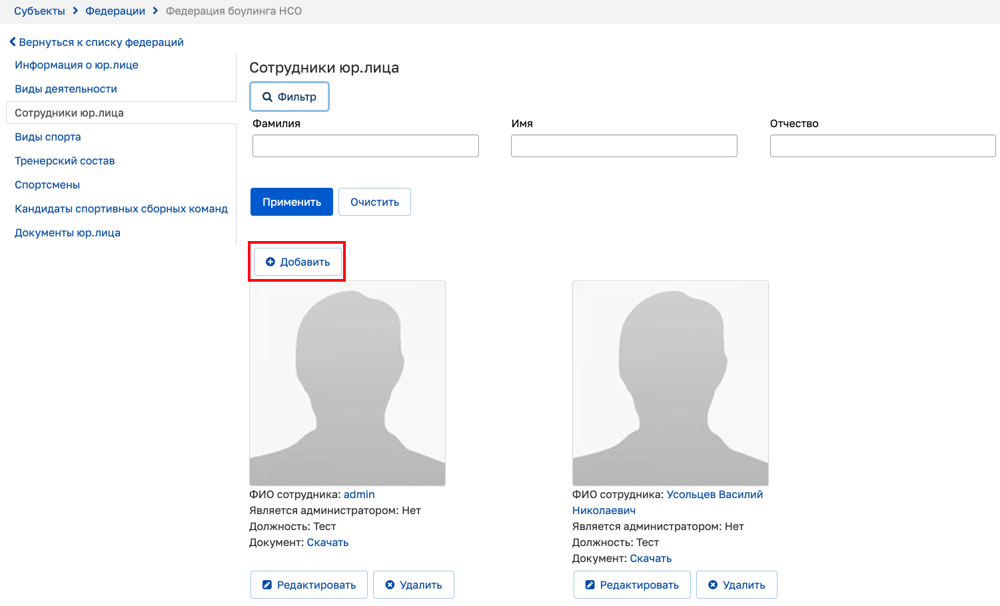 Субъекты Федерации Федерация боулинга НСО
Вернуться к списку федераций
Информация о юр.лице
Виды деятельности
Сотрудники юр.лица
Виды спорта
Тренерский состав
Спортсмены
Кандидаты спортивных сборных команд
Документы юр.лица
Сотрудники юр.лица
Фильтр
Фамилия Имя Отчество
Применить Очистить
Добавить
ФИО сотрудника: admin
Является администратором: Нет
Должность: Тест
Документ: Скачать
Редактировать Удалить
ФИО сотрудника: Усольцев Василий
Николаевич
Является администратором: Нет
Должность: Тест
Документ: Скачать
Редактировать Удалить